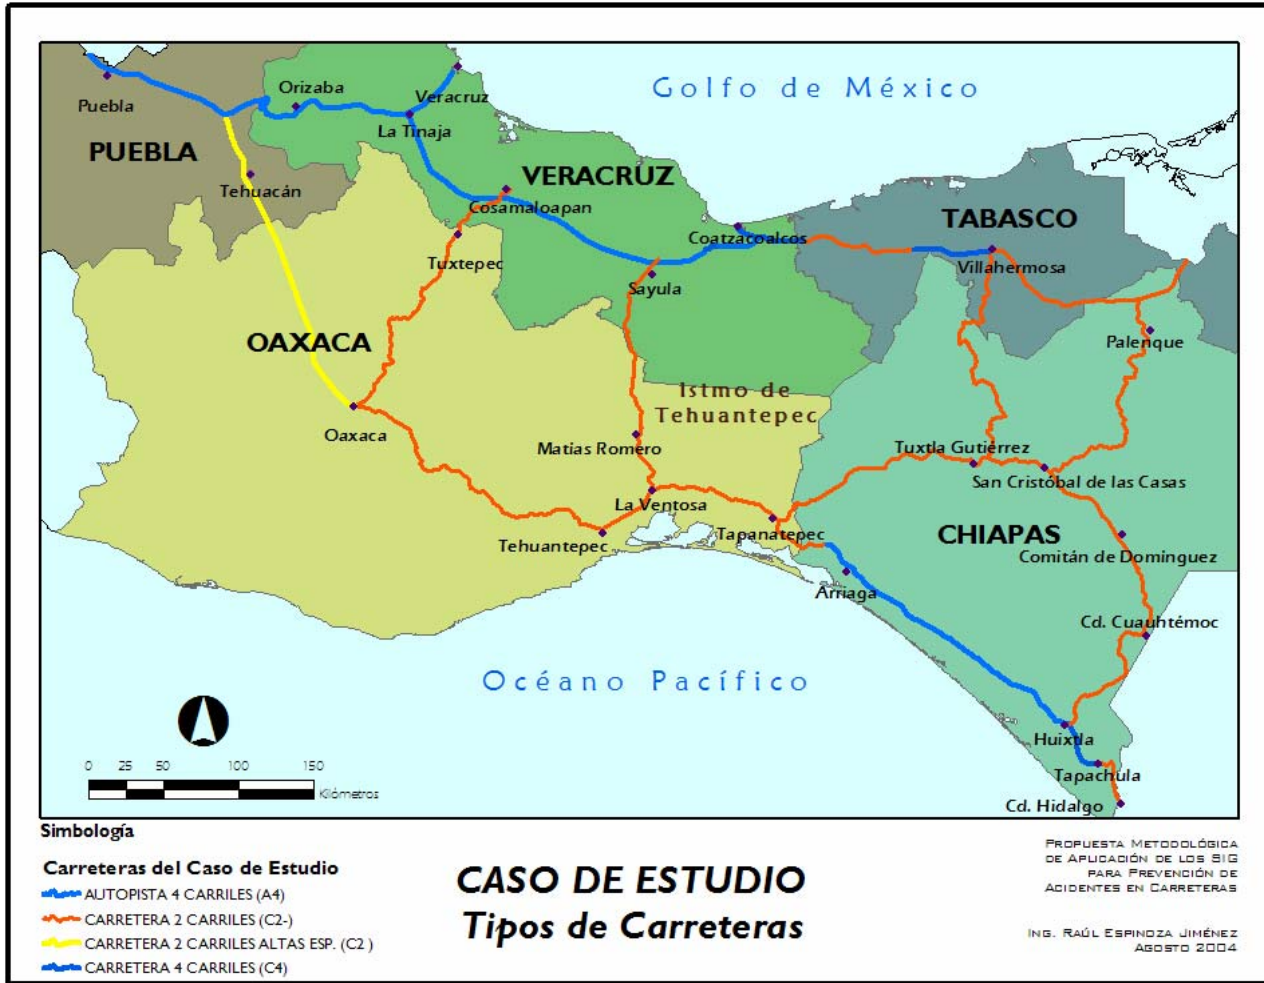 Golfo de México
Puebla
Orizaba
Veracruz
La Tinaja
PUEBLA
Tehuacán
VERACRUZ
Cosamaloapan
TABASCO
Tuxtepec
Coatzacoalcos
Villahermosa
Sayula
OAXACA
Palenque
Istmo de
Tehuantepec
Oaxaca
Matias Romero
Tuxtla Gutiérrez
San Cristóbal de las Casas
La Ventosa
Tehuantepec
Tapanatepec
CHIAPAS
Comitán de Domínguez
Arriaga
Cd. Cuauhtémoc
Océano Pacífico
Huixtla
Tapachula
Cd. Hidalgo
0 25 50 100 150
Kilómetros
Simbología
Carreteras del Caso de Estudio
AUTOPISTA 4 CARRILES (A4)
CARRETERA 2 CARRILES (C2-)
CARRETERA 2 CARRILES ALTAS ESP. (C2 )
CARRETERA 4 CARRILES (C4)
CASO DE ESTUDIO
Tipos de Carreteras
PROPUESTA METODOLÓGICA
DE APLICACIÓN DE LOS SIG
PARA PREVENCIÓN DE
ACIDENTES EN CARRETERAS
ING. RAÚL ESPINOZA JIMÉNEZ
AGOSTO 2004